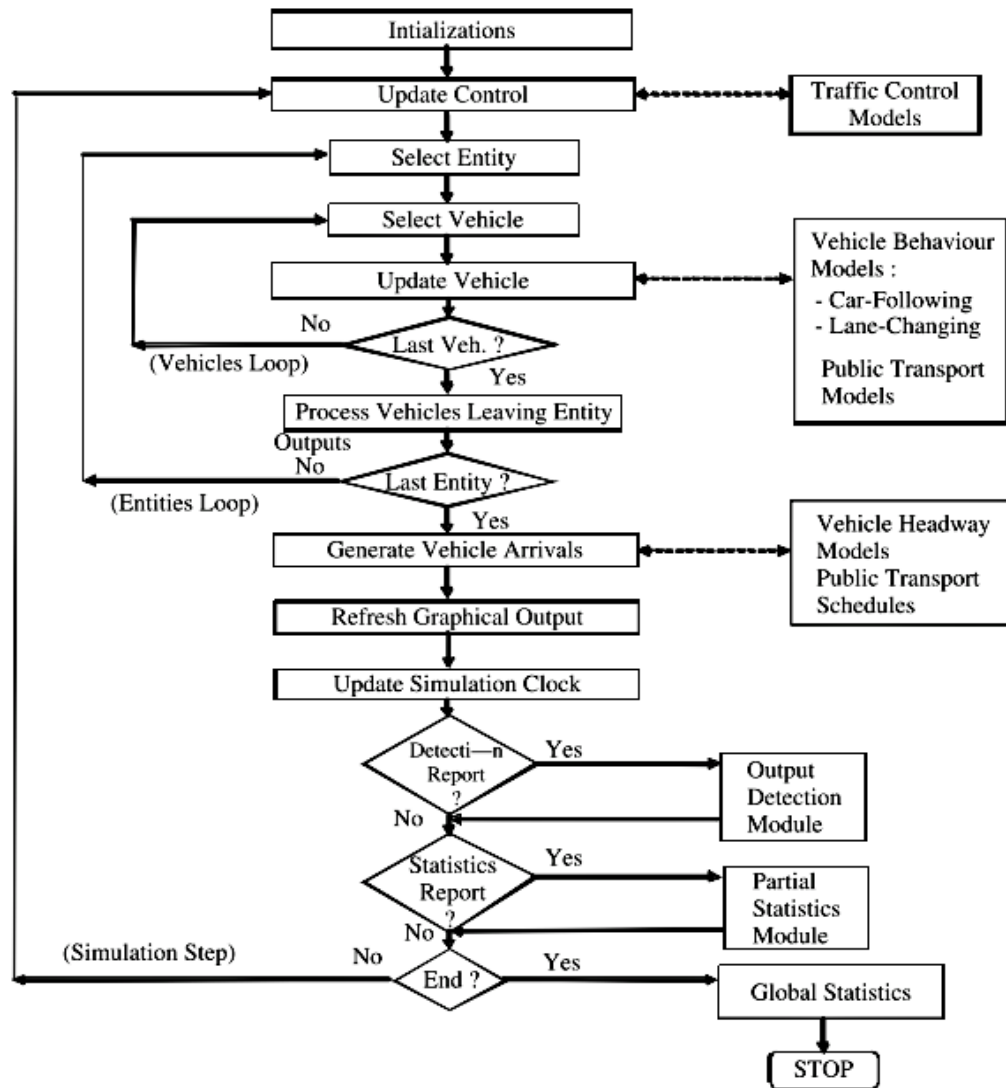 Intializations
Update Control
Traffic Control
Models
Select Entity
Select Vehicle
Update Vehicle
Vehicle Behaviour
Models :
- Car-Following
- Lane-Changing
Public Transport
Models
No
Last Veh. ?
(Vehicles Loop)
Yes
Process Vehicles Leaving Entity
Outputs
No
Last Entity ?
(Entities Loop)
Yes
Generate Vehicle Arrivals
Vehicle Headway
Models
Public Transport
Schedules
Refresh Graphical Output
Update Simulation Clock
Detecti—n
Report
?
Yes
Output
Detection
Module
No
Statistics
Report
?
Yes
Partial
Statistics
Module
No
(Simulation Step)
No
End ?
Yes
Global Statistics
STOP